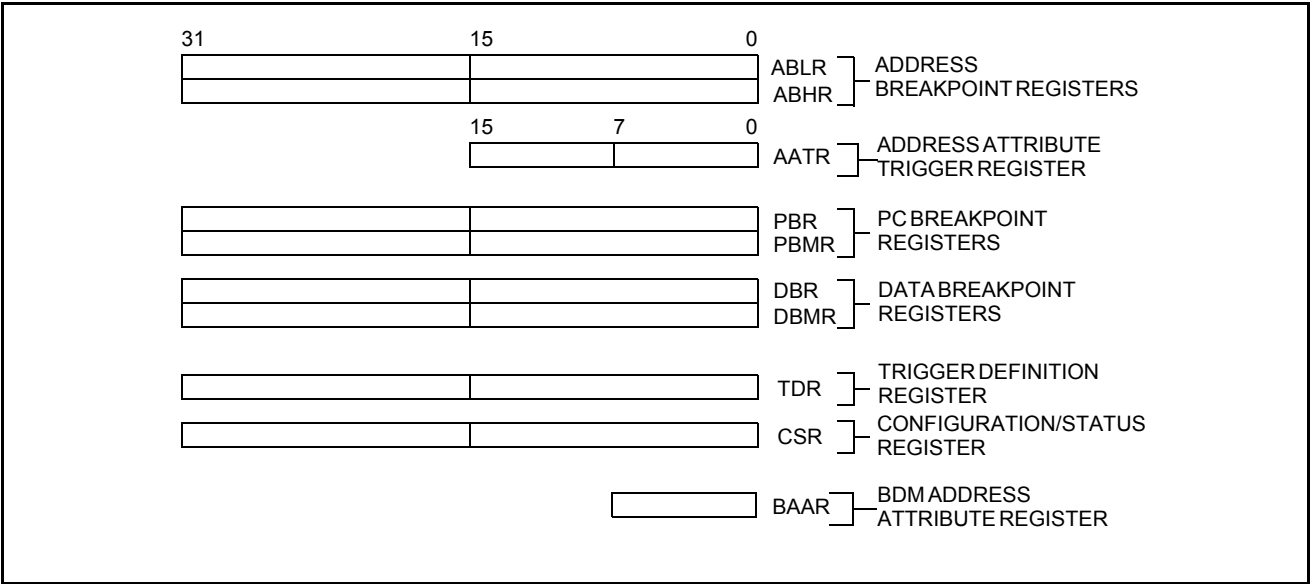 31 15 0
ABLR ADDRESS
ABHR BREAKPOINT REGISTERS
15 7 0
AATR ADDRESS ATTRIBUTE
TRIGGER REGISTER
PBR PC BREAKPOINT
PBMR REGISTERS
DBR DATA BREAKPOINT
DBMR REGISTERS
TDR TRIGGER DEFINITION
REGISTER
CSR CONFIGURATION/STATUS
REGISTER
BAAR BDM ADDRESS
ATTRIBUTE REGISTER